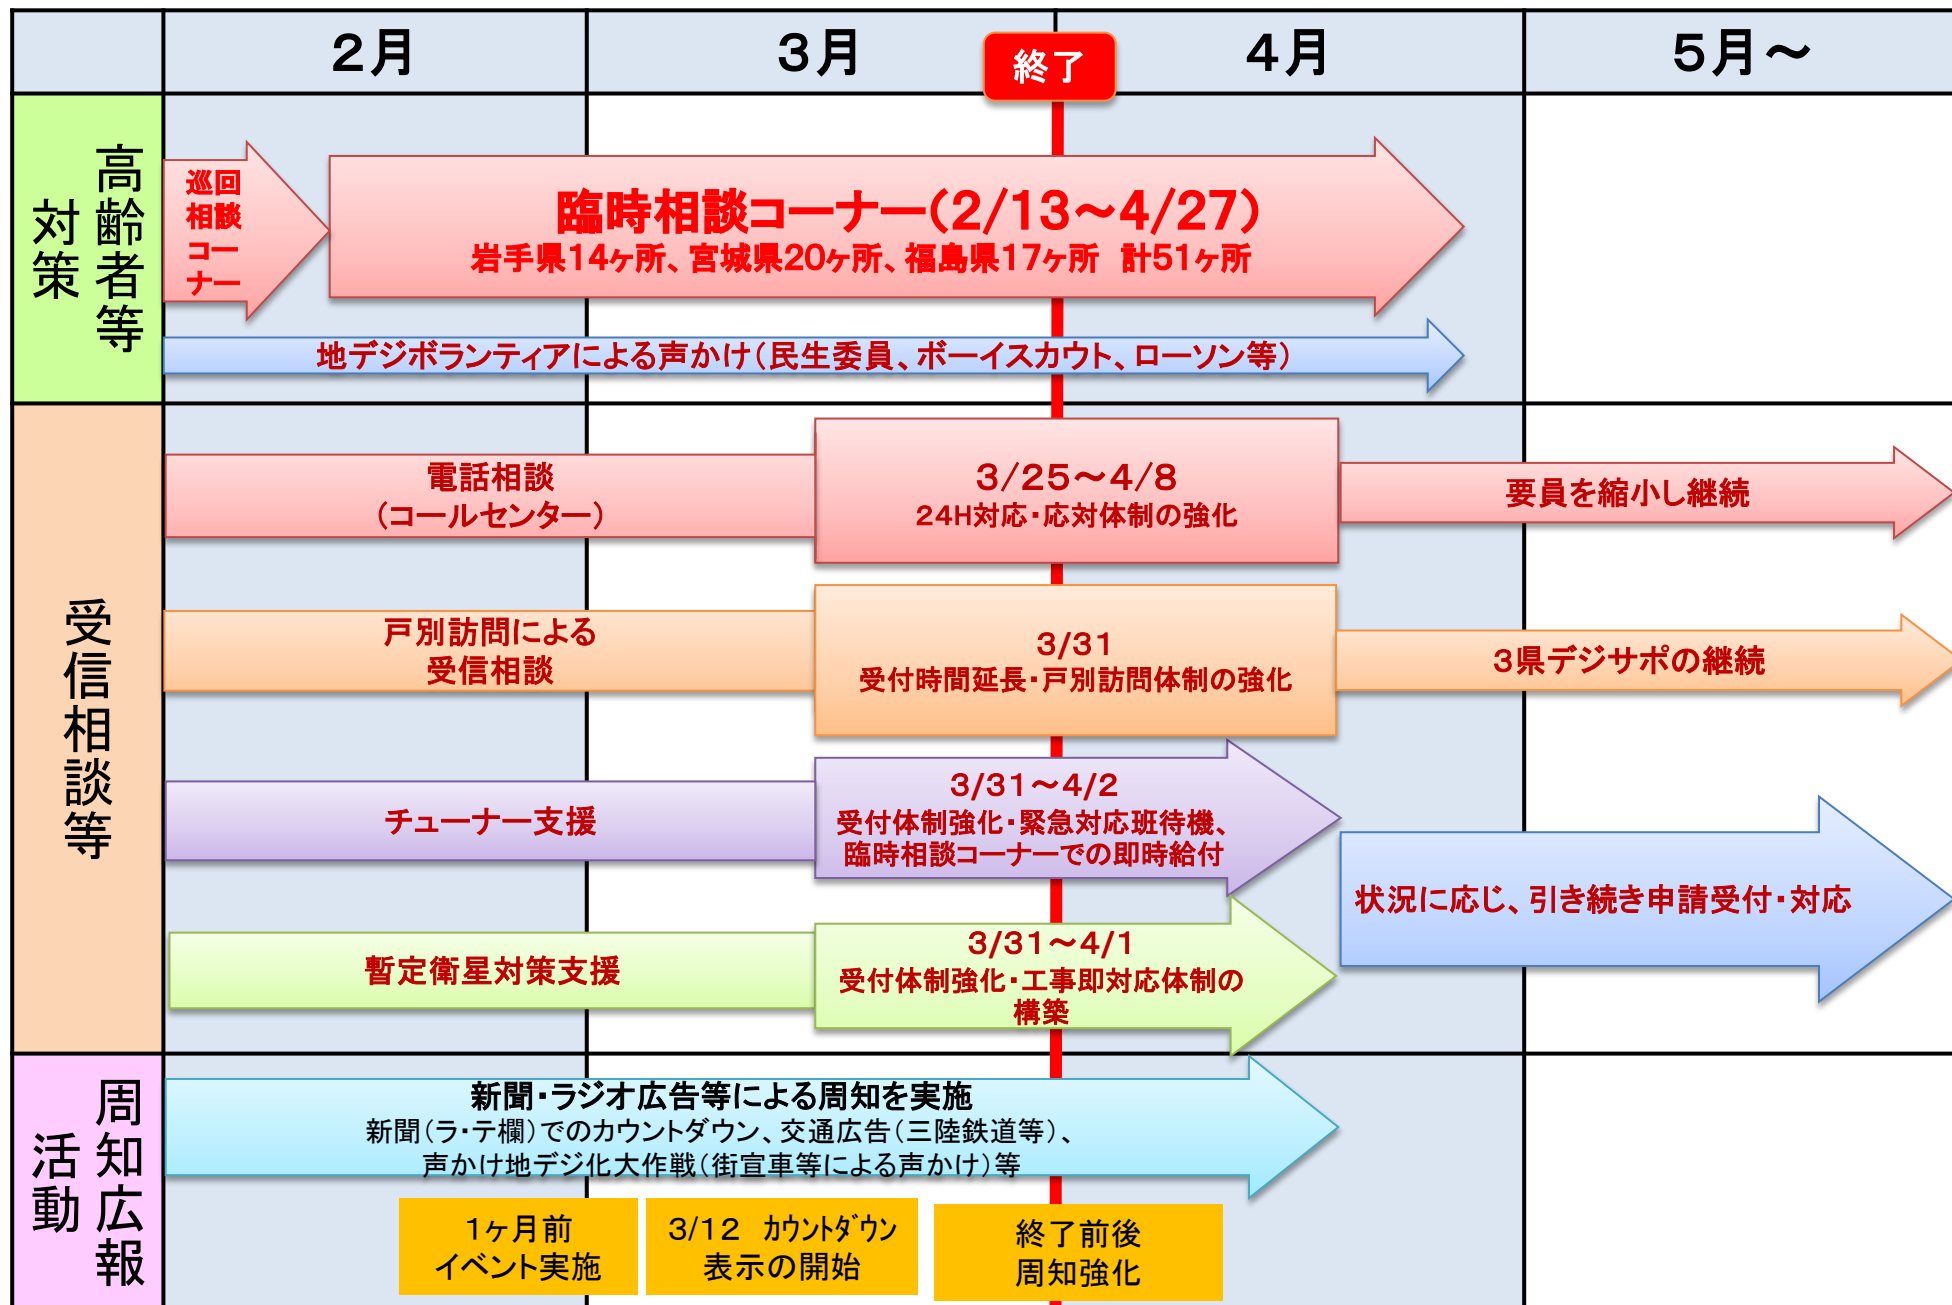 ２月
３月
４月
５月～
終了
高齢者等
対策
巡回
相談
コー
ナー
臨時相談コーナー（２/１３～４/２７）
岩手県１４ヶ所、宮城県２０ヶ所、福島県１７ヶ所　計５１ヶ所
地デジボランティアによる声かけ（民生委員、ボーイスカウト、ローソン等）
受信相談等
電話相談
（コールセンター）
３/２５～４/８
２４Ｈ対応・応対体制の強化
要員を縮小し継続
戸別訪問による
受信相談
３/３１
受付時間延長・戸別訪問体制の強化
３県デジサポの継続
チューナー支援
３/３１～４/２
受付体制強化・緊急対応班待機、
臨時相談コーナーでの即時給付
状況に応じ、引き続き申請受付・対応
暫定衛星対策支援
３/３１～４/１
受付体制強化・工事即対応体制の
構築
周知広報
活動
新聞・ラジオ広告等による周知を実施
新聞（ラ・テ欄）でのカウントダウン、交通広告（三陸鉄道等）、
声かけ地デジ化大作戦（街宣車等による声かけ）等
１ヶ月前
イベント実施
３/１２　ｶｳﾝﾄﾀﾞｳﾝ
表示の開始
終了前後
周知強化